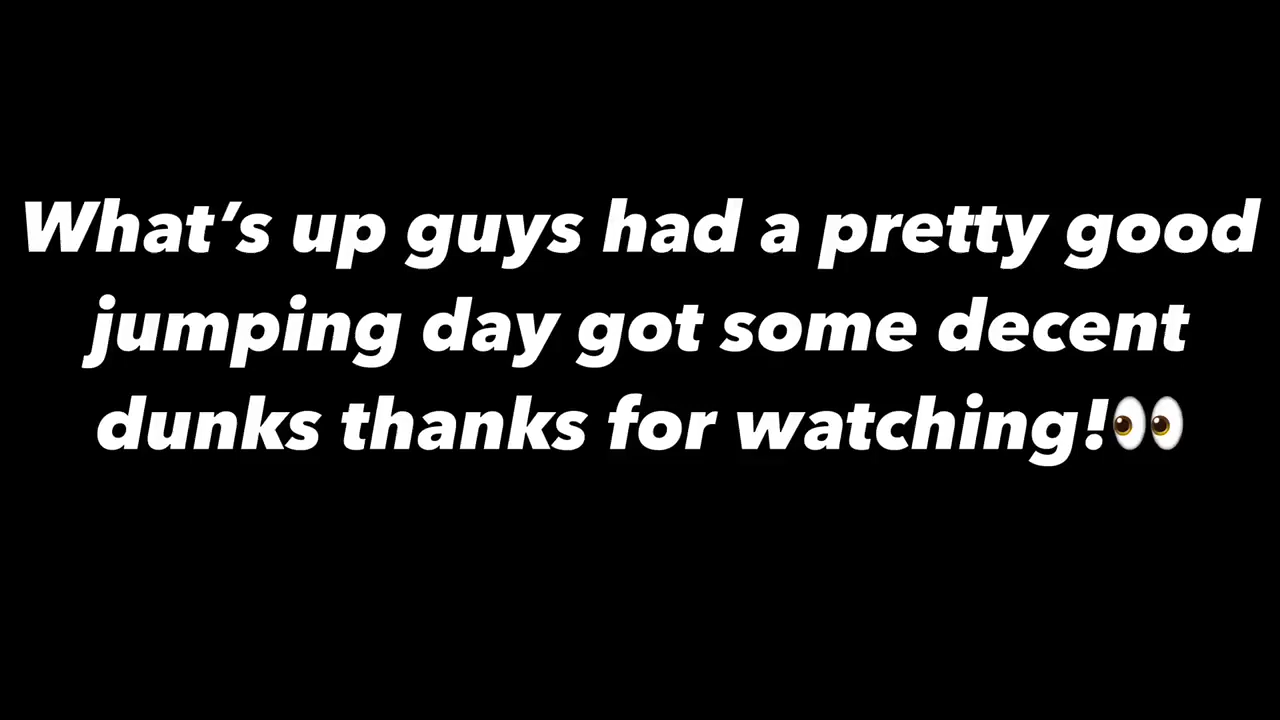 What’s up guys had a pretty good
jumping day got some decent
dunks thanks for watching!👀